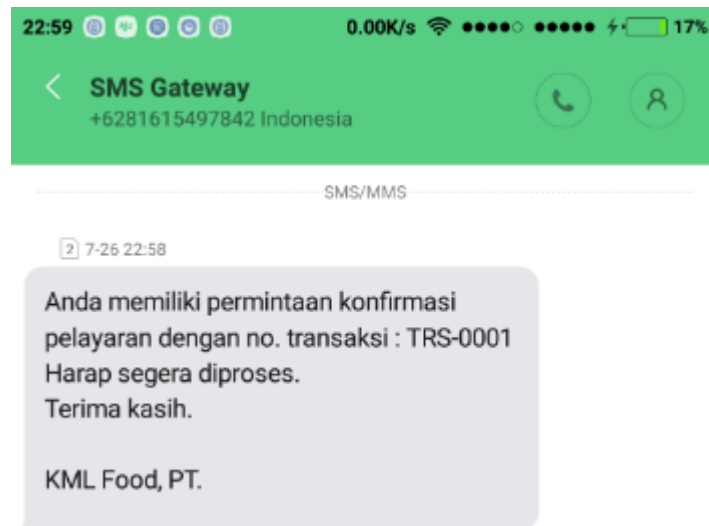 22:59 0.00K/s 17%
SMS Gateway
+6281615497842 Indonesia
SMS/MMS
2 7-26 22:58
Anda memiliki permintaan konfirmasi
pelayaran dengan no. transaksi : TRS-0001
Harap segera diproses.
Terima kasih.
KML Food, PT.